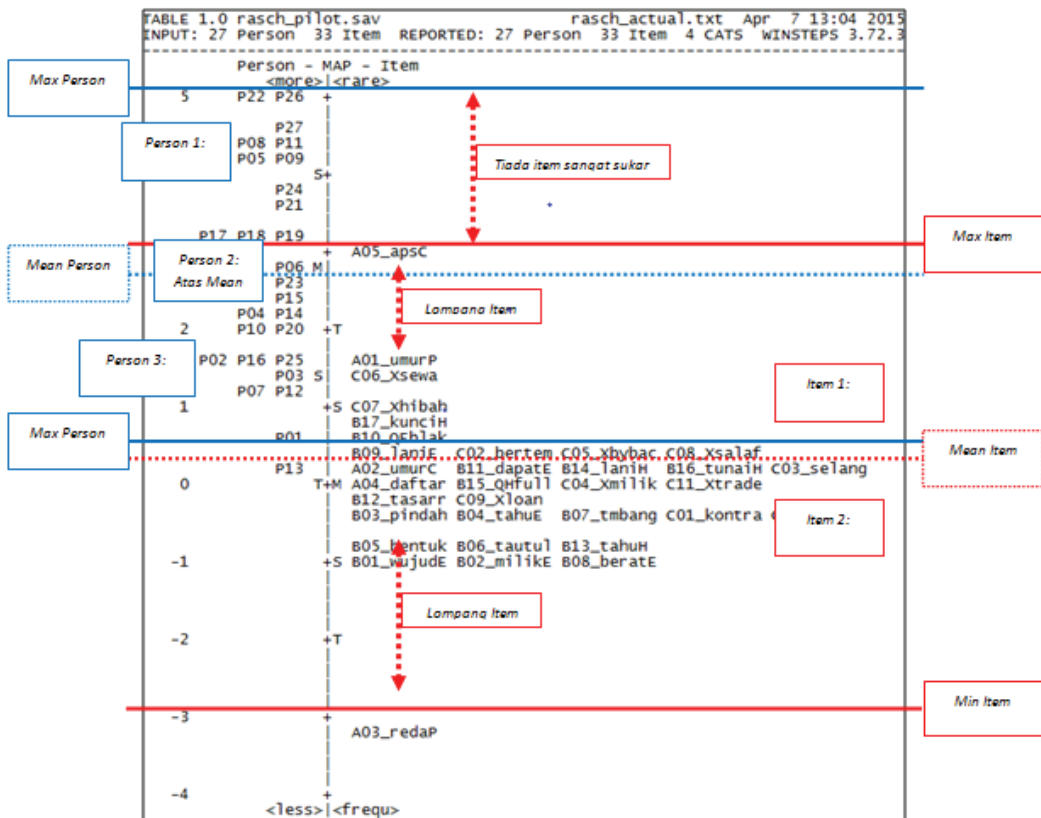 TABLE 1.0 rasch_pilot.sav rasch_actual.txt Apr 7 13:04 2015
INPUT: 27 Person 33 Item REPORTED: 27 Person 33 Item 4 CATS WINSTEPS 3.72.3
Person - MAP - Item
<more>|<rare>
Max Person
5 P22 P26 +
P27 |
Person 1:
P08 P11 |
P05 P09 |
Tiada item sangat sukar
S+
P24 |
P21 |
P17 P18 P19 |
Max Item
+ A05_apsC
Mean Person
Person 2:
Atas Mean
P06 M|
P23 |
P15 |
Lompang Item
P04 P14 |
2 P10 P20 +T
Person 3:
P02 P16 P25 | A01_umurP
P03 S| C06_Xsewa
Item 1:
P07 P12 |
1 +S C07_Xhibah
| B17_kunciH
Max Person
P01 | B10_QEblak
Mean Item
| B09_laniE C02_bertem C05_Xbybac C08_Xsalaf
P13 | A02_umurC B11_dapatE B14_laniH B16_tunaiH C03_selang
0 T+M A04_daftar B15_QHfull C04_Xmilik C11_Xtrade
| B12_tasarr C09_Xloan
| B03_pindah B04_tahuE B07_tmbang C01_kontra
Item 2:
| B05_bentuk B06_tautul B13_tahuH
-1 +S B01_wujudE B02_milikE B08_beratE
Lompang Item
-2 +T
Min Item
-3 +
| A03_redaP
-4 +
<less>|<frequ>